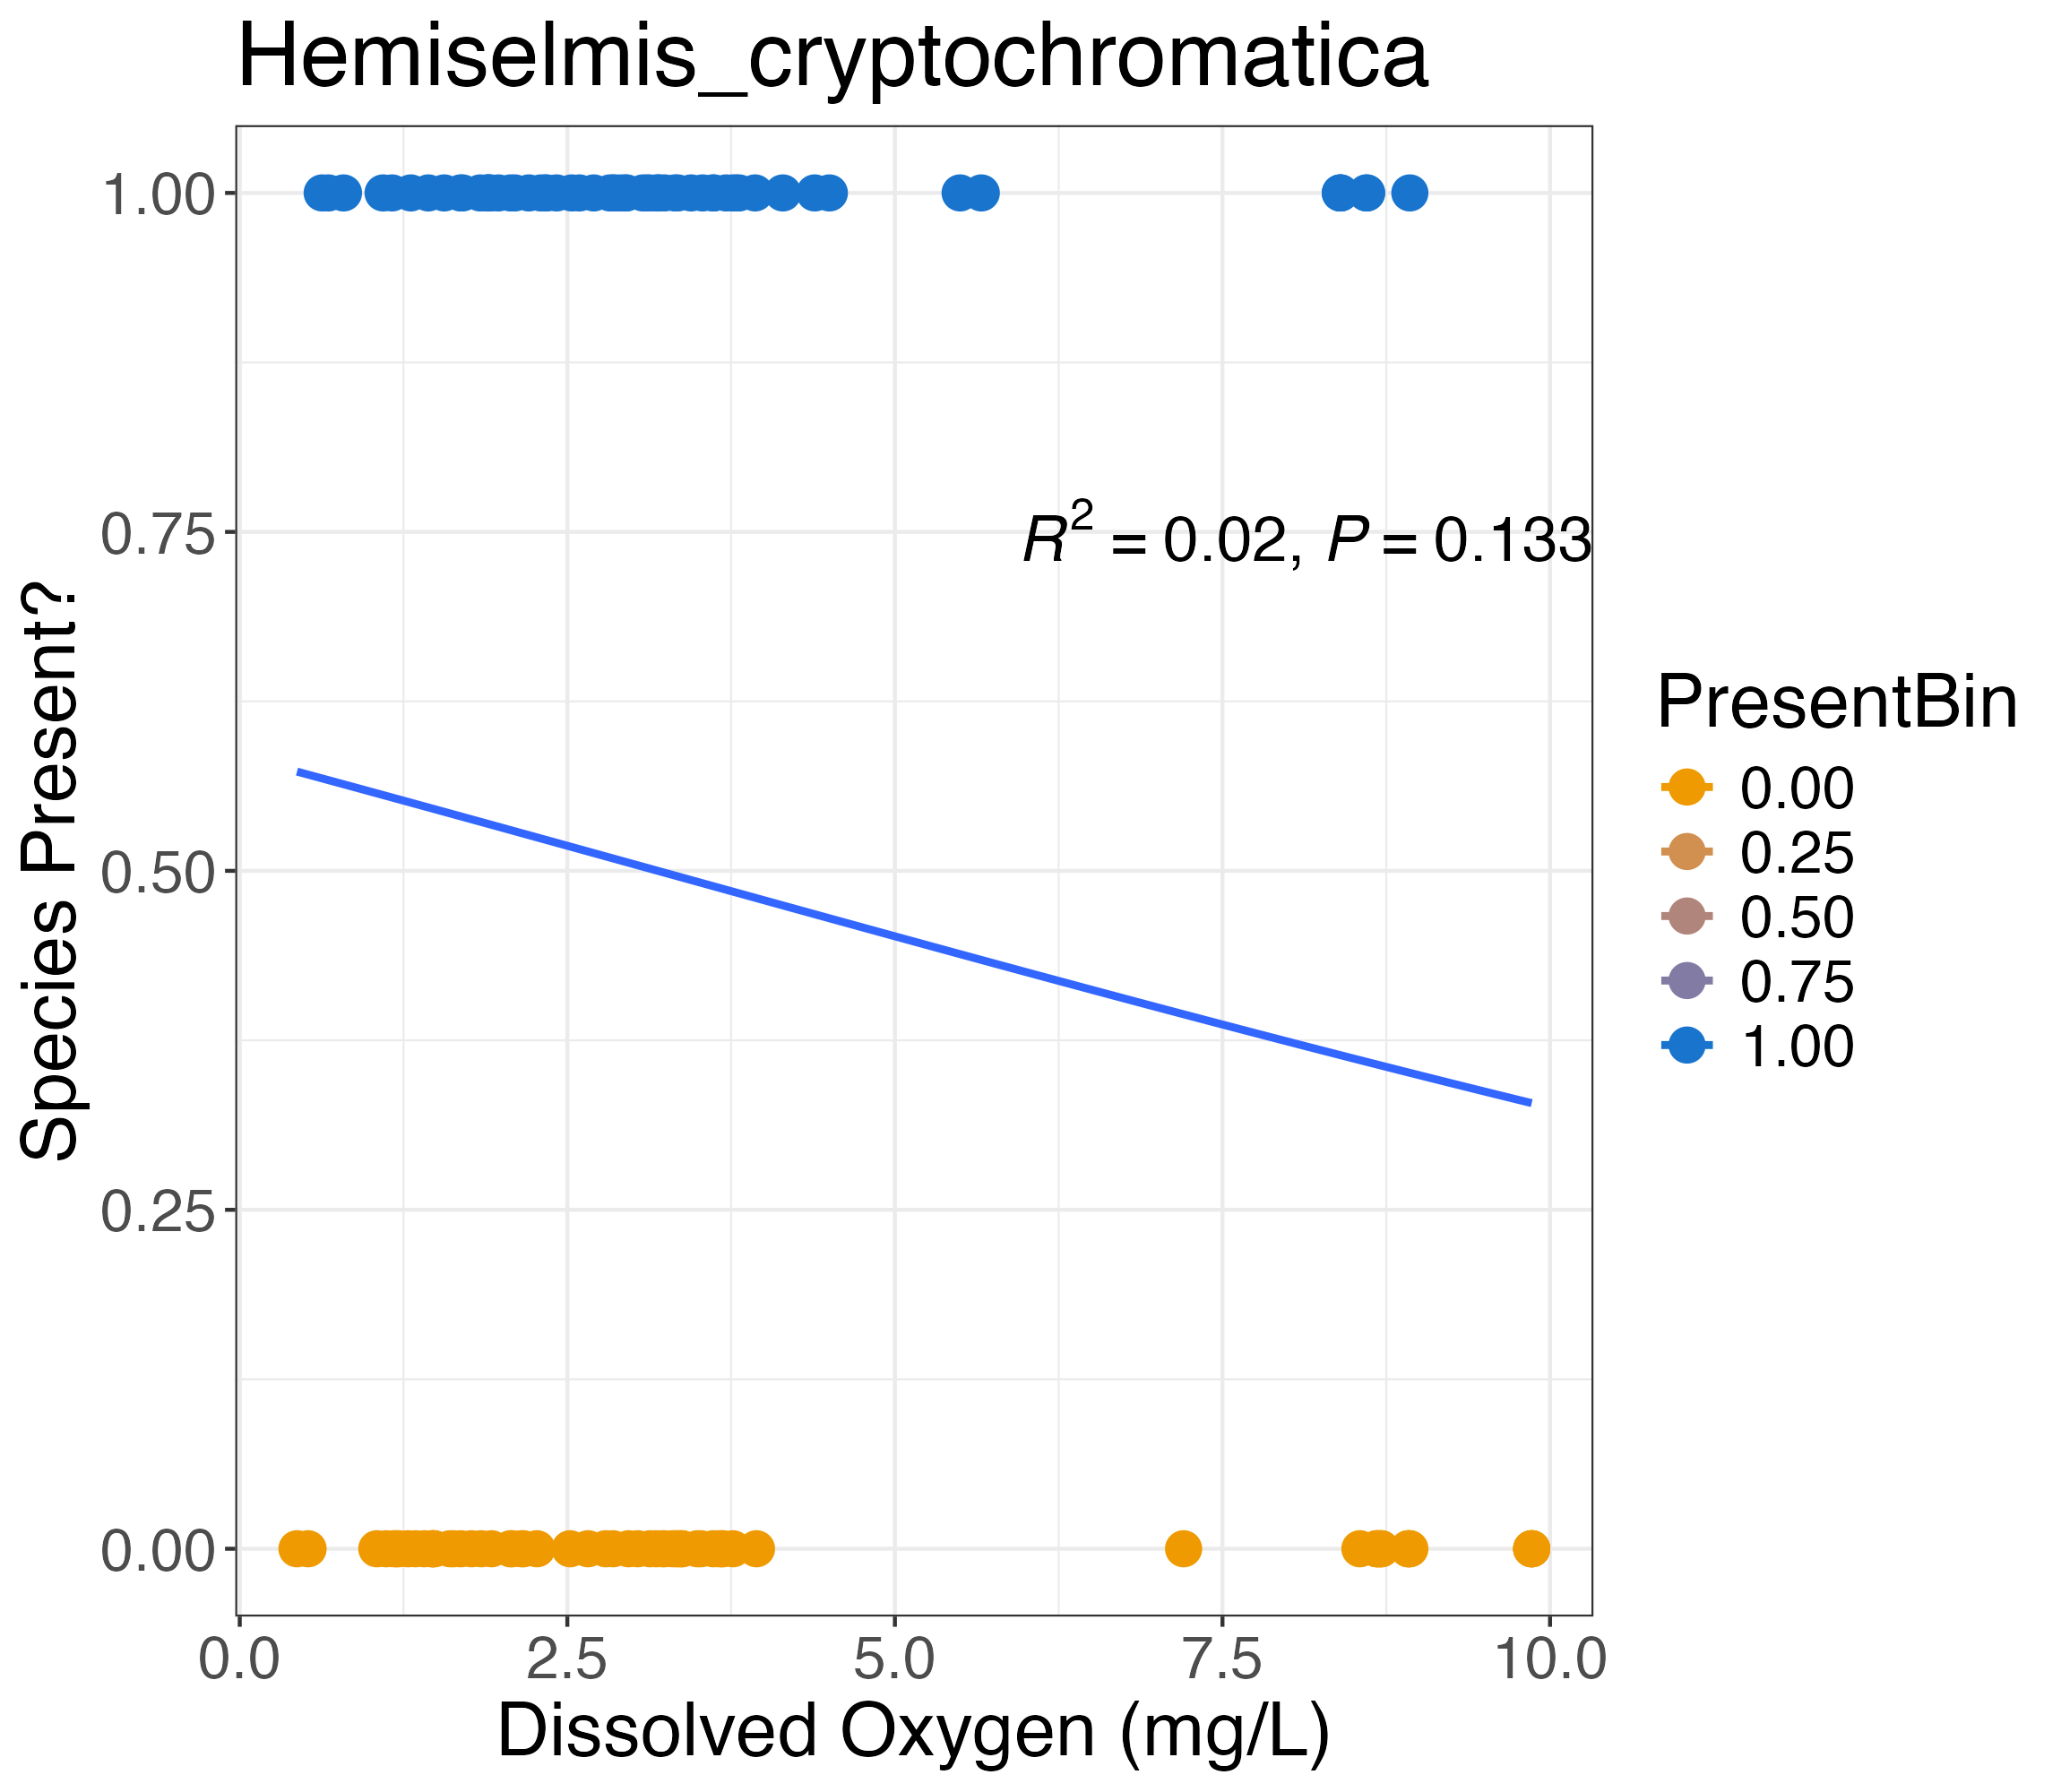 Hemiselmis_cryptochromatica
1.00
0.75
0.50
0.25
0.00
Species Present?
R² = 0.02, P = 0.133
0.0 2.5 5.0 7.5 10.0
Dissolved Oxygen (mg/L)
PresentBin
0.00
0.25
0.50
0.75
1.00